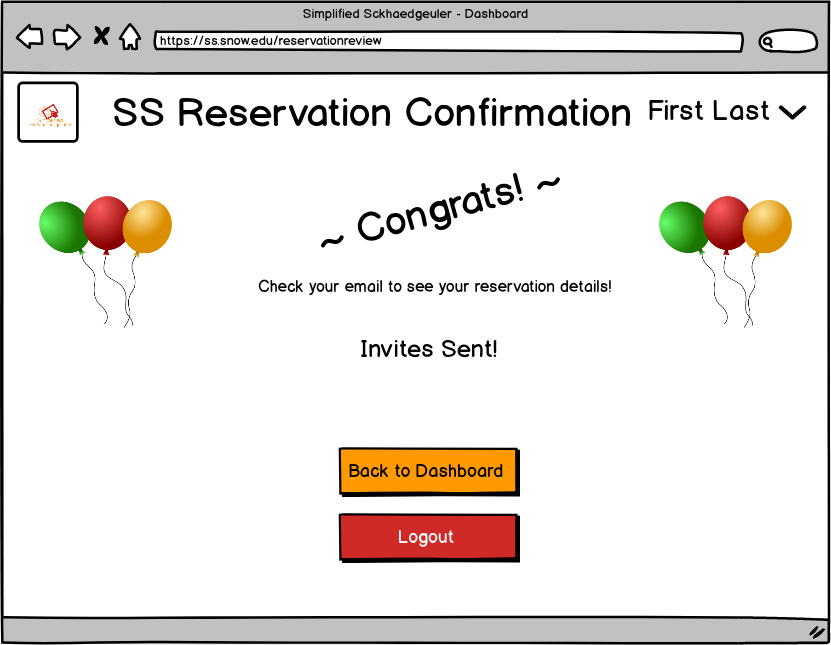 Simplified Sckhaedgeuler - Dashboard
https://ss.snow.edu/reservationreview
SS Reservation Confirmation
First Last
~ Congrats! ~
Check your email to see your reservation details!
Invites Sent!
Back to Dashboard
Logout